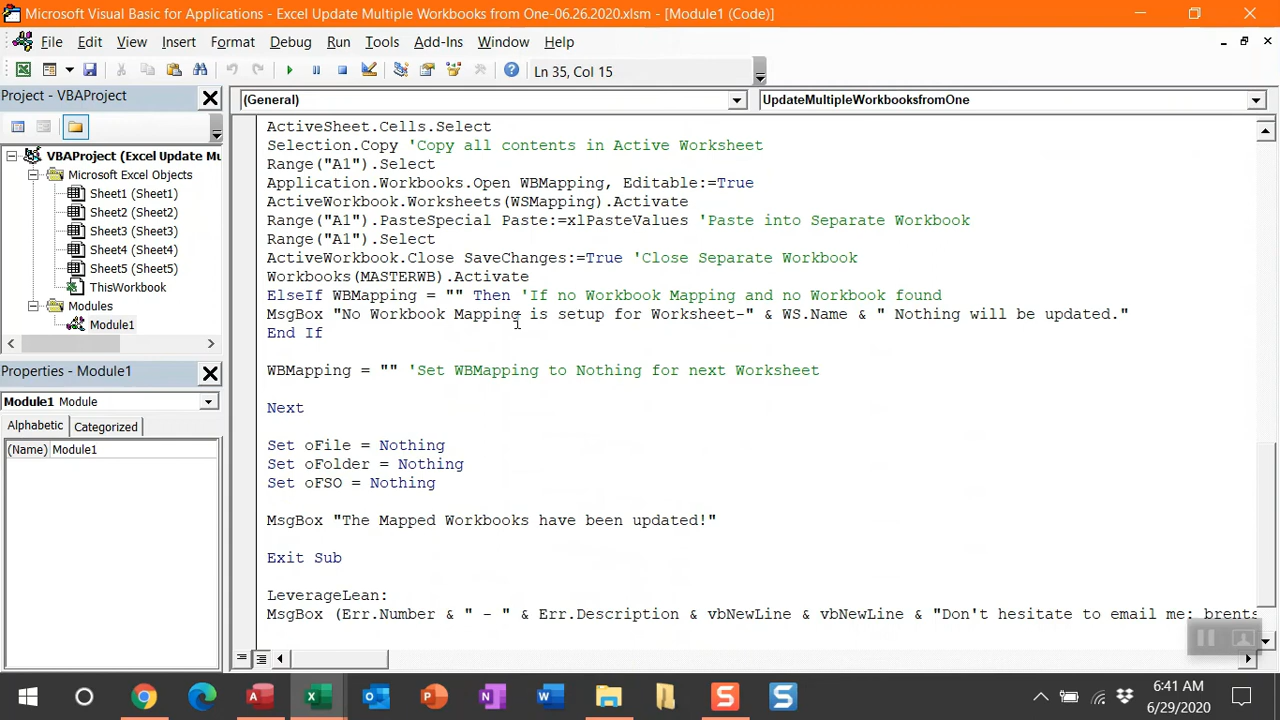 Microsoft Visual Basic for Applications - Excel Update Multiple Workbooks from One-06.26.2020.xlsm - [Module1 (Code)]
File Edit View Insert Format Debug Run Tools Add-Ins Window Help
Ln 35, Col 15
Project - VBAProject
VBAProject (Excel Update Mu
Microsoft Excel Objects
Sheet1 (Sheet1)
Sheet2 (Sheet2)
Sheet3 (Sheet3)
Sheet4 (Sheet4)
Sheet5 (Sheet5)
ThisWorkbook
Modules
Module1
Properties - Module1
Module1 Module
Alphabetic Categorized
(Name) Module1
(General) UpdateMultipleWorkbooksfromOne
ActiveSheet.Cells.Select
Selection.Copy 'Copy all contents in Active Worksheet
Range("A1").Select
Application.Workbooks.Open WBMapping, Editable:=True
ActiveWorkbook.Worksheets(WSMapping).Activate
Range("A1").PasteSpecial Paste:=xlPasteValues 'Paste into Separate Workbook
Range("A1").Select
ActiveWorkbook.Close SaveChanges:=True 'Close Separate Workbook
Workbooks(MASTERWB).Activate
ElseIf WBMapping = "" Then 'If no Workbook Mapping and no Workbook found
MsgBox "No Workbook Mapping is setup for Worksheet-" & WS.Name & " Nothing will be updated."
End If
WBMapping = "" 'Set WBMapping to Nothing for next Worksheet
Next
Set oFile = Nothing
Set oFolder = Nothing
Set oFSO = Nothing
MsgBox "The Mapped Workbooks have been updated!"
Exit Sub
LeverageLean:
MsgBox (Err.Number & " - " & Err.Description & vbNewLine & vbNewLine & "Don't hesitate to email me: brents
6:41 AM
6/29/2020